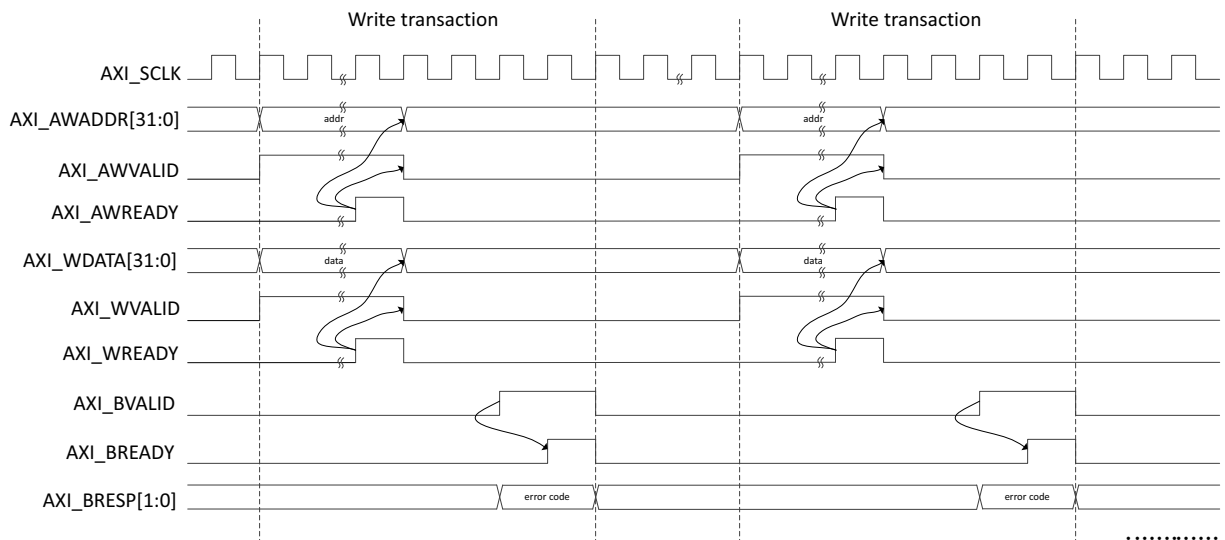 Write transaction Write transaction
AXI_SCLK
AXI_AWADDR[31:0] addr addr
AXI_AWVALID
AXI_AWREADY
AXI_WDATA[31:0] data data
AXI_WVALID
AXI_WREADY
AXI_BVALID
AXI_BREADY
AXI_BRESP[1:0] error code error code